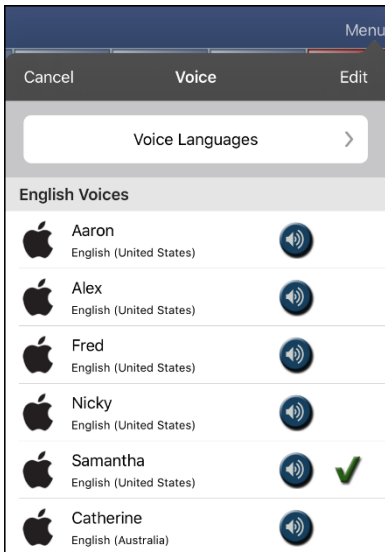 Menu
Cancel Voice Edit
Voice Languages
English Voices
Aaron
English (United States)
Alex
English (United States)
Fred
English (United States)
Nicky
English (United States)
Samantha
English (United States)
Catherine
English (Australia)